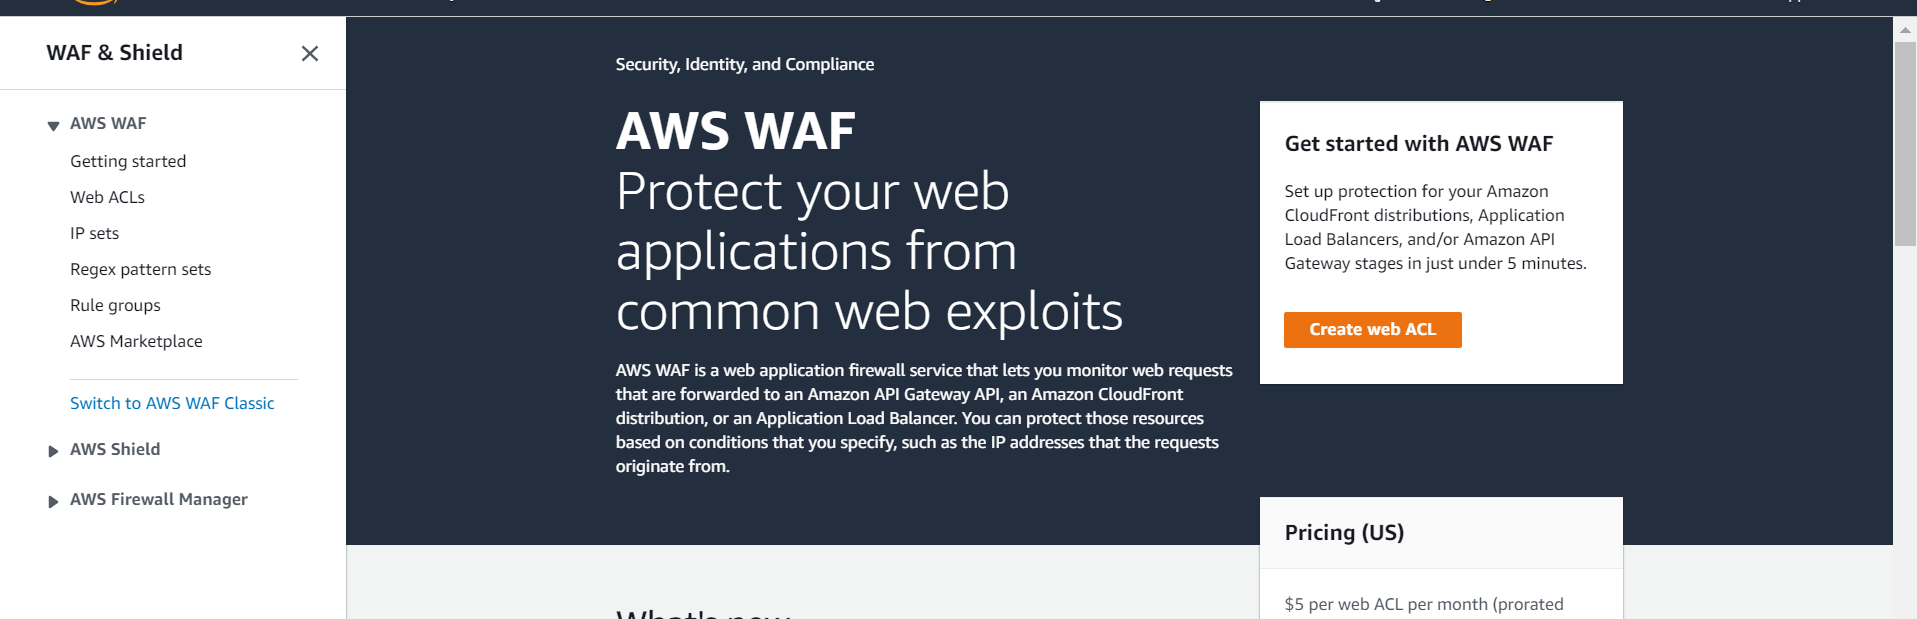 WAF & Shield
AWS WAF
Getting started
Web ACLs
IP sets
Regex pattern sets
Rule groups
AWS Marketplace
Switch to AWS WAF Classic
AWS Shield
AWS Firewall Manager
Security, Identity, and Compliance
AWS WAF
Protect your web
applications from
common web exploits
AWS WAF is a web application firewall service that lets you monitor web requests
that are forwarded to an Amazon API Gateway API, an Amazon CloudFront
distribution, or an Application Load Balancer. You can protect those resources
based on conditions that you specify, such as the IP addresses that the requests
originate from.
Get started with AWS WAF
Set up protection for your Amazon
CloudFront distributions, Application
Load Balancers, and/or Amazon API
Gateway stages in just under 5 minutes.
Create web ACL
Pricing (US)
$5 per web ACL per month (prorated
What's new